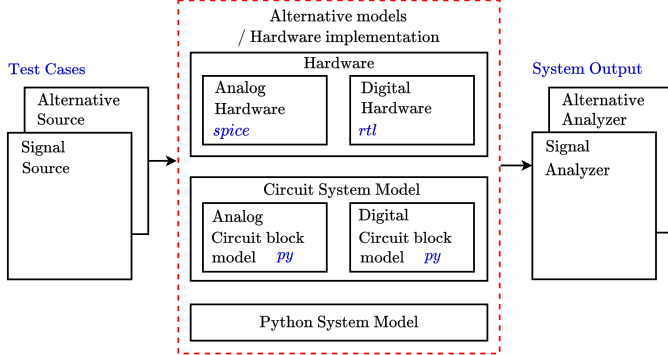 Alternative models
/ Hardware implementation
Test Cases
Alternative
Source
Signal
Source
Hardware
Analog
Hardware
spice
Digital
Hardware
rtl
Circuit System Model
Analog
Circuit block
model py
Digital
Circuit block
model py
Python System Model
System Output
Alternative
Analyzer
Signal
Analyzer